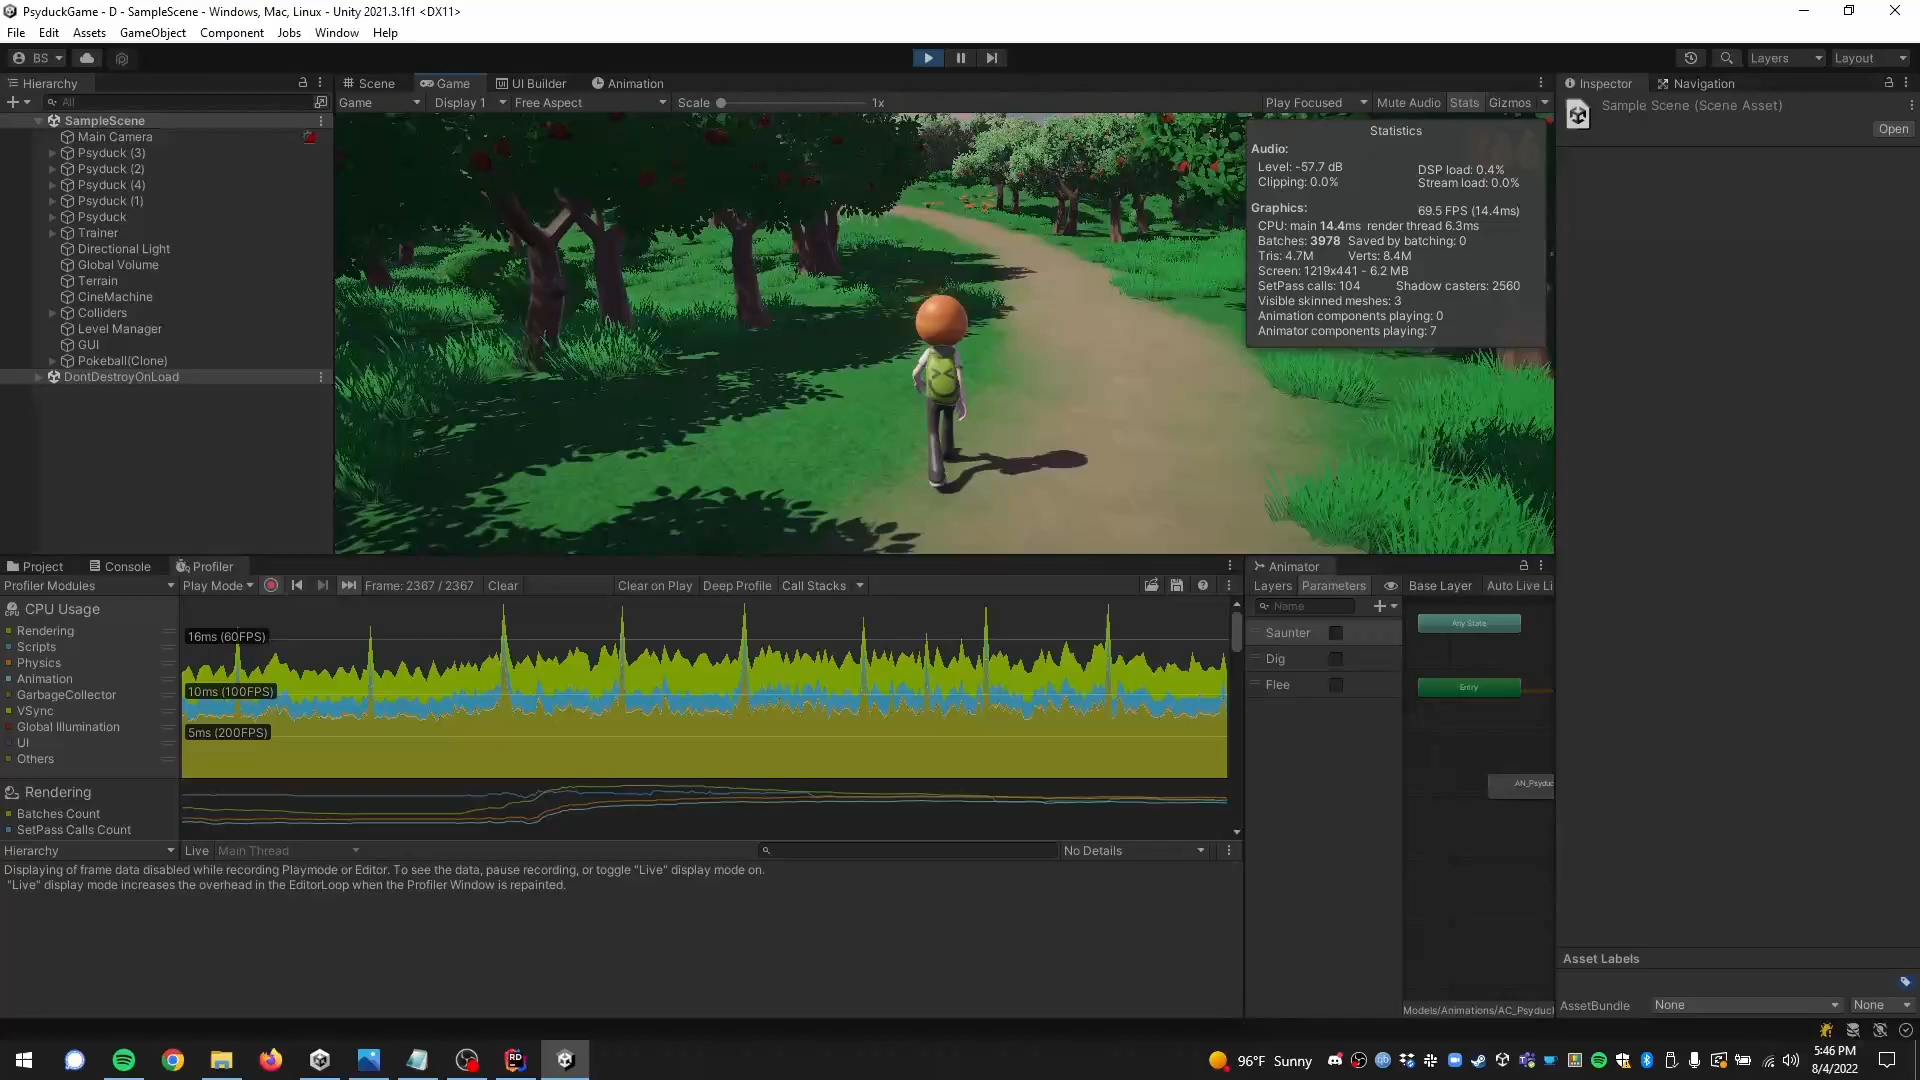 PsyduckGame - D - SampleScene - Windows, Mac, Linux - Unity 2021.3.1f1 <DX11>
File Edit Assets GameObject Component Jobs Window Help
BS Layers Layout
Hierarchy Scene Game UI Builder Animation Inspector Navigation
All Game Display 1 Free Aspect Scale 1x Play Focused Mute Audio Stats Gizmos Sample Scene (Scene Asset)
Open
SampleScene
Main Camera
Psyduck (3)
Psyduck (2)
Psyduck (4)
Psyduck (1)
Psyduck
Trainer
Directional Light
Global Volume
Terrain
CineMachine
Colliders
Level Manager
GUI
Pokeball(Clone)
DontDestroyOnLoad
Statistics
Audio:
Level: -57.7 dB DSP load: 0.4%
Clipping: 0.0% Stream load: 0.0%
Graphics: 69.5 FPS (14.4ms)
CPU: main 14.4ms render thread 6.3ms
Batches: 3978 Saved by batching: 0
Tris: 4.7M Verts: 8.4M
Screen: 1219x441 - 6.2 MB
SetPass calls: 104 Shadow casters: 2560
Visible skinned meshes: 3
Animation components playing: 0
Animator components playing: 7
Project Console Profiler
Profiler Modules Play Mode Frame: 2367 / 2367 Clear Clear on Play Deep Profile Call Stacks
CPU Usage
Rendering
Scripts
Physics
Animation
GarbageCollector
VSync
Global Illumination
UI
Others
16ms (60FPS)
10ms (100FPS)
5ms (200FPS)
Rendering
Batches Count
SetPass Calls Count
Hierarchy Live Main Thread No Details
Displaying of frame data disabled while recording Playmode or Editor. To see the data, pause recording, or toggle "Live" display mode on.
"Live" display mode increases the overhead in the EditorLoop when the Profiler Window is repainted.
Animator
Layers Parameters Base Layer Auto Live Li
Name
Saunter
Dig
Flee
Any State
Entry
AN_Psyduc
Models/Animations/AC_Psyduc
Asset Labels
AssetBundle None None
96°F Sunny
5:46 PM
8/4/2022